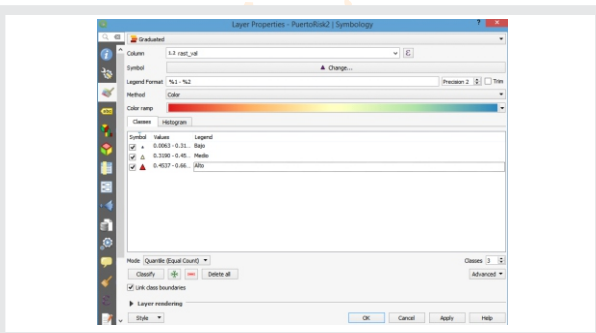 Layer Properties - PuertoRisk2 | Symbology
Graduated
Column 1.2 rast_val
Symbol Change...
Legend Format %1 - %2 Precision 2 Trim
Method Color
Color ramp
Classes Histogram
Symbol Values Legend
0.0063 - 0.31... Bajo
0.3190 - 0.45... Medio
0.4537 - 0.66... Alto
Mode Quantile (Equal Count) Classes 3
Classify Delete all Advanced
Link class boundaries
Layer rendering
Style OK Cancel Apply Help